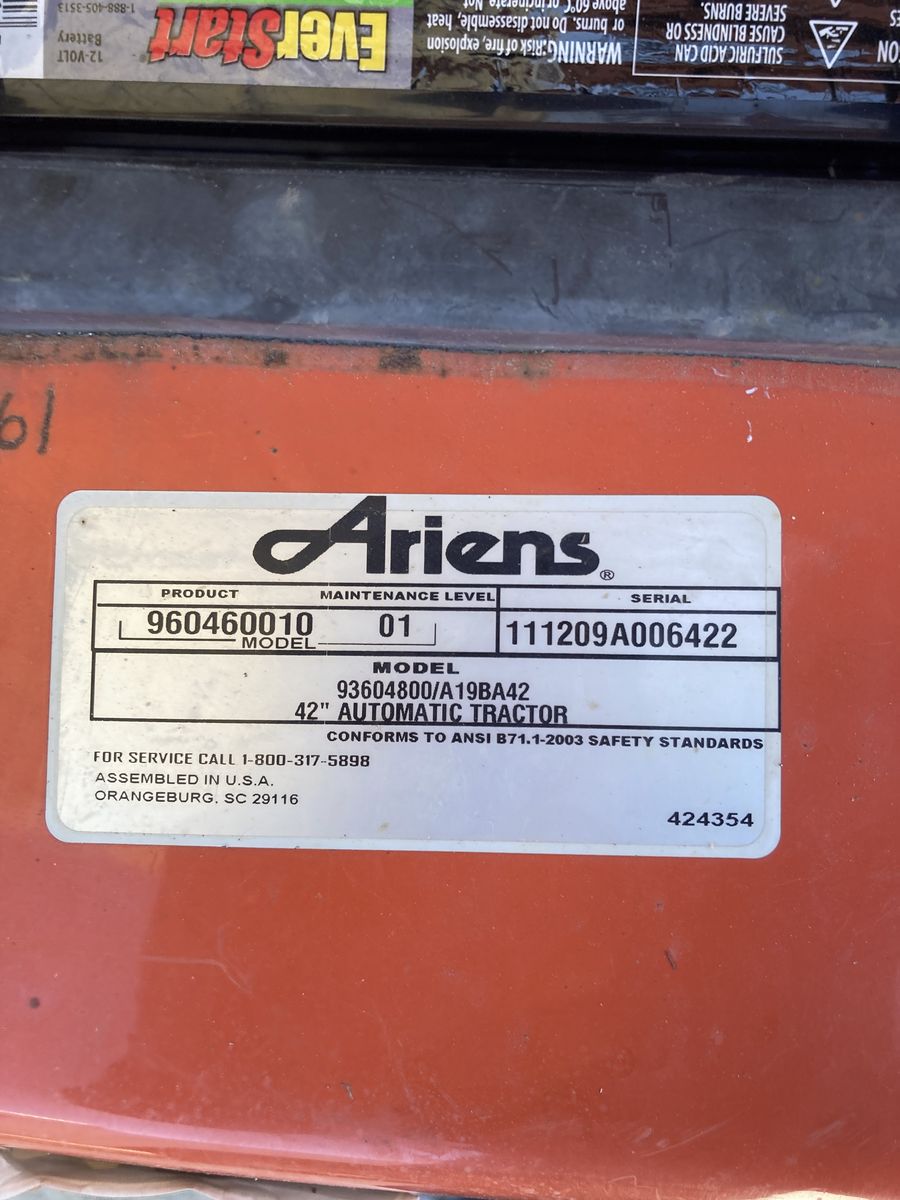 12-VOLT
Battery
1-888-405-3513
EverStart
WARNING: Risk of fire, explosion,
or burns. Do not disassemble, heat
above 60°C or incinerate. Not
SULFURIC ACID CAN
CAUSE BLINDNESS OR
SEVERE BURNS.
61
Ariens®
PRODUCT MAINTENANCE LEVEL SERIAL
960460010 01 111209A006422
MODEL
MODEL
93604800/A19BA42
42" AUTOMATIC TRACTOR
CONFORMS TO ANSI B71.1-2003 SAFETY STANDARDS
FOR SERVICE CALL 1-800-317-5898
ASSEMBLED IN U.S.A.
ORANGEBURG, SC 29116
424354